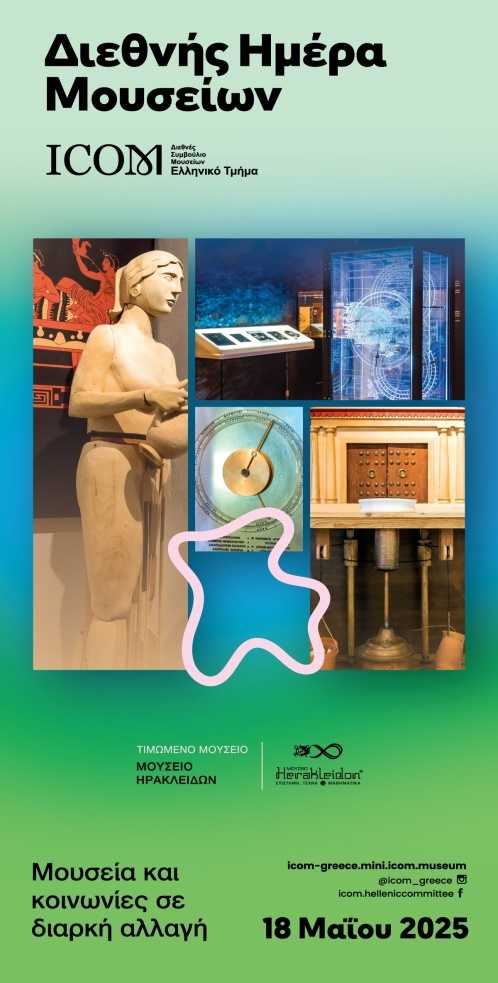 Διεθνής Ημέρα
Μουσείων
ICOM
Διεθνές
Συμβούλιο
Μουσείων
Ελληνικό Τμήμα
ΤΙΜΩΜΕΝΟ ΜΟΥΣΕΙΟ
ΜΟΥΣΕΙΟ
ΗΡΑΚΛΕΙΔΩΝ
ΜΟΥΣΕΙΟ
Herakleidon
ΕΠΙΣΤΗΜΗ, ΤΕΧΝΗ ΜΑΘΗΜΑΤΙΚΑ
Μουσεία και
κοινωνίες σε
διαρκή αλλαγή
icom-greece.mini.icom.museum
@icom_greece
icom.helleniccommittee
18 Μαΐου 2025